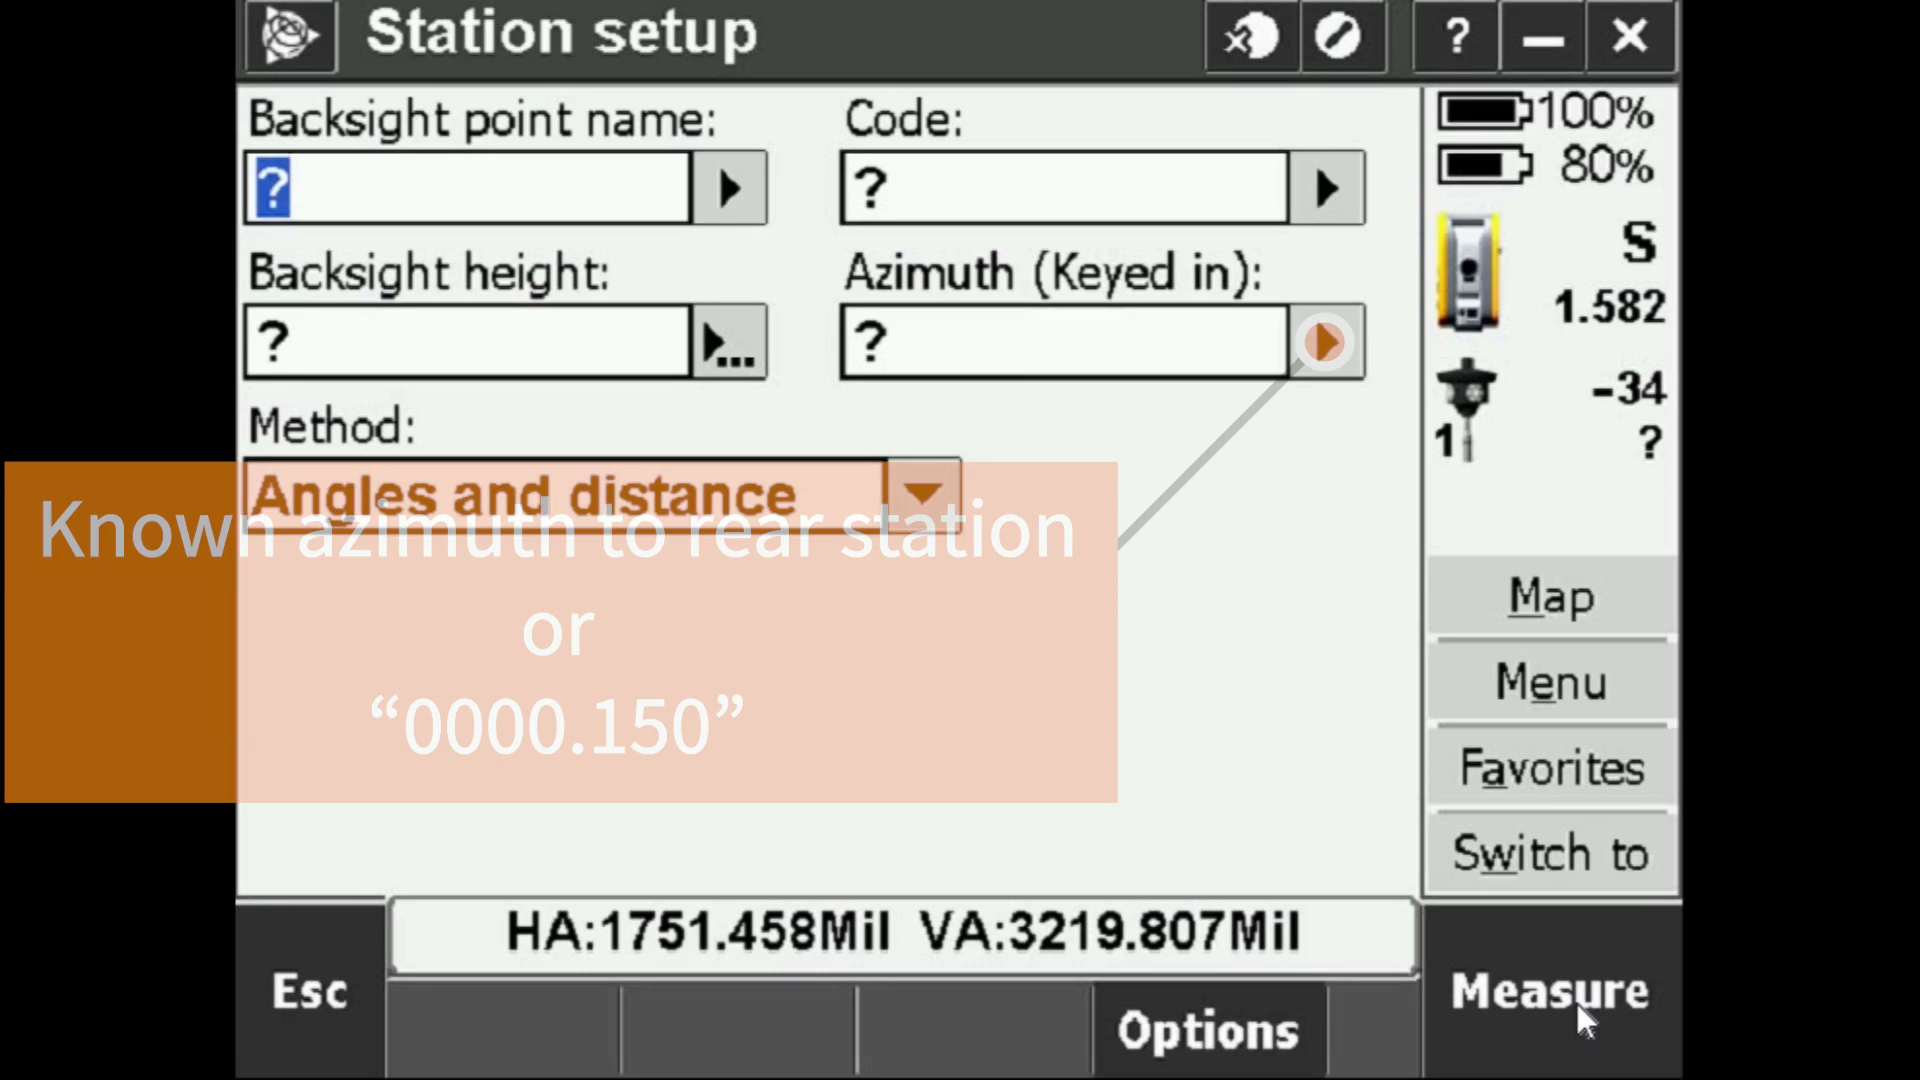 Station setup
?
Backsight point name:
Code:
?
?
Backsight height:
Azimuth (Keyed in):
?
...
?
Method:
Angles and distance
Known azimuth to rear station
or
“0000.150”
100%
80%
S
1.582
-34
1
?
Map
Menu
Favorites
Switch to
HA:1751.458Mil VA:3219.807Mil
Esc
Options
Measure